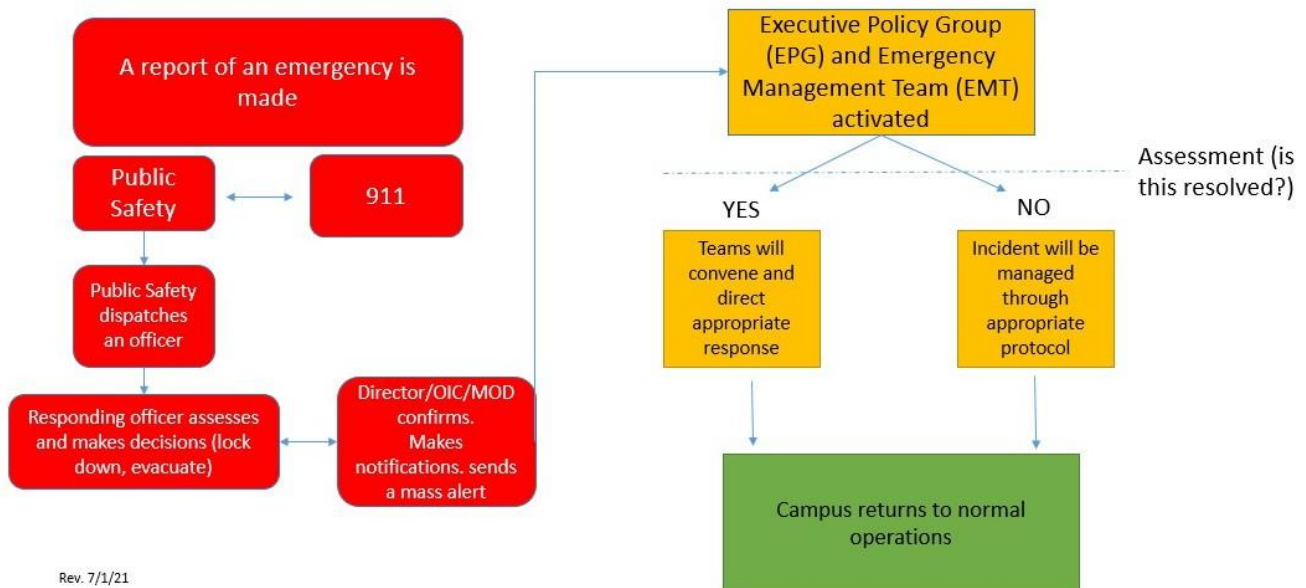 A report of an emergency is
made
Public
Safety
911
Public Safety
dispatches
an officer
Responding officer assesses
and makes decisions (lock
down, evacuate)
Director/OIC/MOD
confirms.
Makes
notifications. sends
a mass alert
Executive Policy Group
(EPG) and Emergency
Management Team (EMT)
activated
Assessment (is
this resolved?)
YES
NO
Teams will
convene and
direct
appropriate
response
Incident will be
managed
through
appropriate
protocol
Campus returns to normal
operations
Rev. 7/1/21